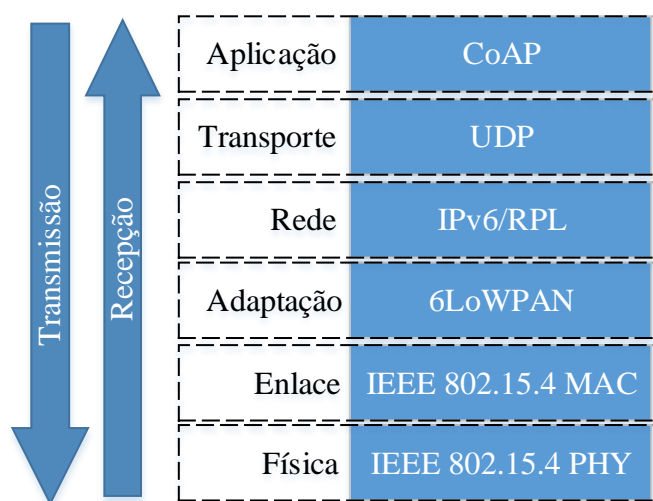 Transmissão
Recepção
Aplicação CoAP
Transporte UDP
Rede IPv6/RPL
Adaptação 6LoWPAN
Enlace IEEE 802.15.4 MAC
Física IEEE 802.15.4 PHY